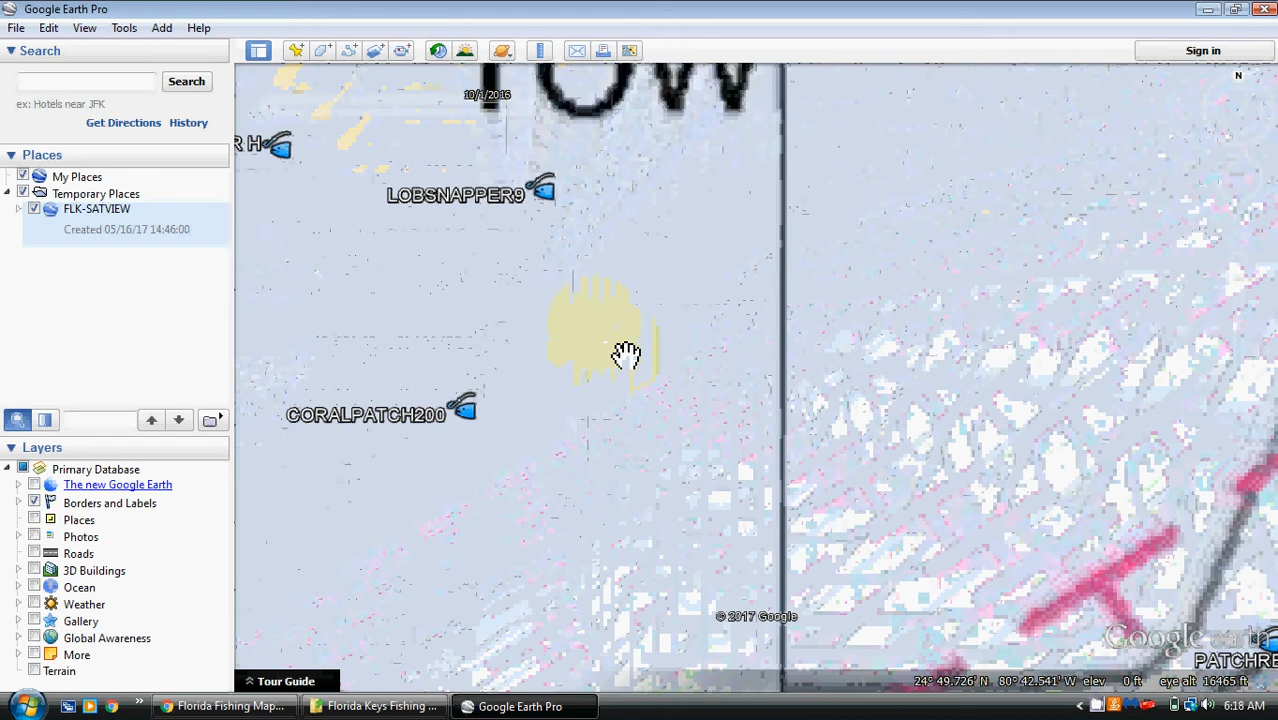 Google Earth Pro
File Edit View Tools Add Help
Search
Search
ex: Hotels near JFK
Get Directions History
Places
My Places
Temporary Places
FLK-SATVIEW
Created 05/16/17 14:46:00
Layers
Primary Database
The new Google Earth
Borders and Labels
Places
Photos
Roads
3D Buildings
Ocean
Weather
Gallery
Global Awareness
More
Terrain
Sign in
N
TOW
10/1/2016
R H
LOBSNAPPER9
CORALPATCH200
© 2017 Google
Google earth
PATCHRE
Tour Guide
24° 49.726' N 80° 42.541' W elev 0 ft eye alt 16465 ft
Florida Fishing Map...
Florida Keys Fishing ...
Google Earth Pro
6:18 AM